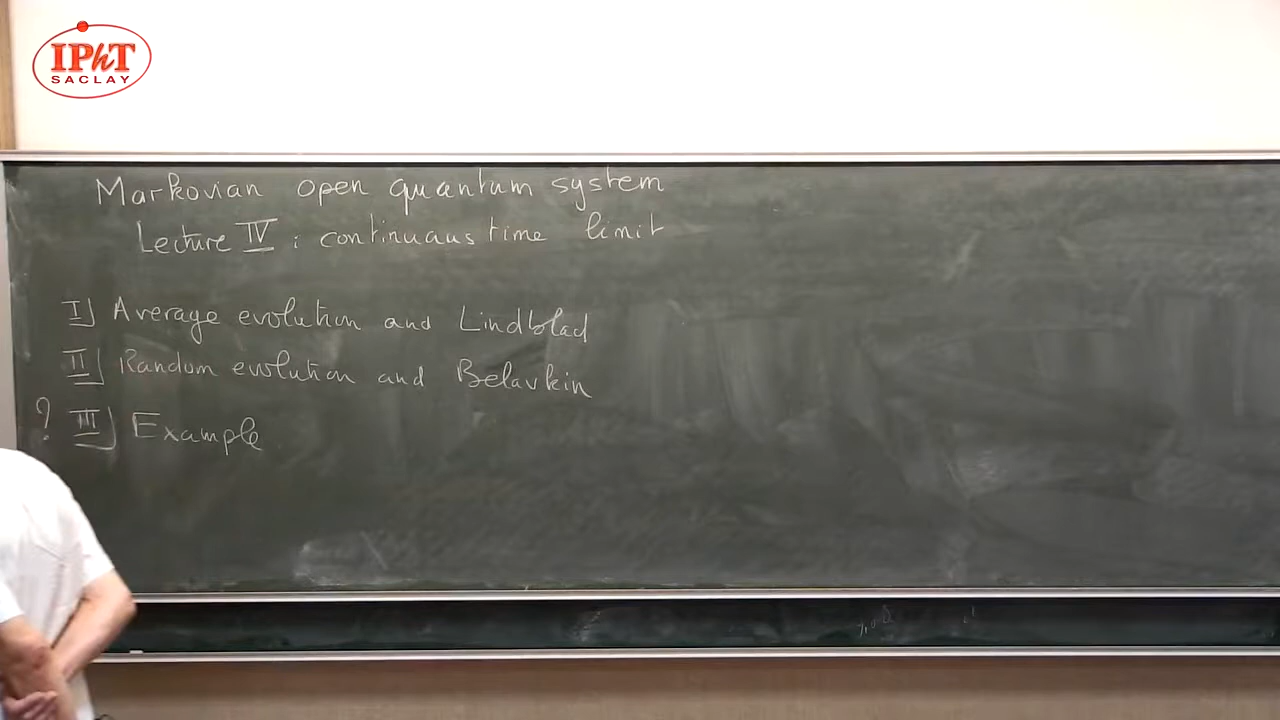 IPhT
SACLAY
Markovian open quantum system
Lecture IV : continuous time limit
I) Average evolution and Lindblad
II) Random evolution and Belavkin
? III) Example